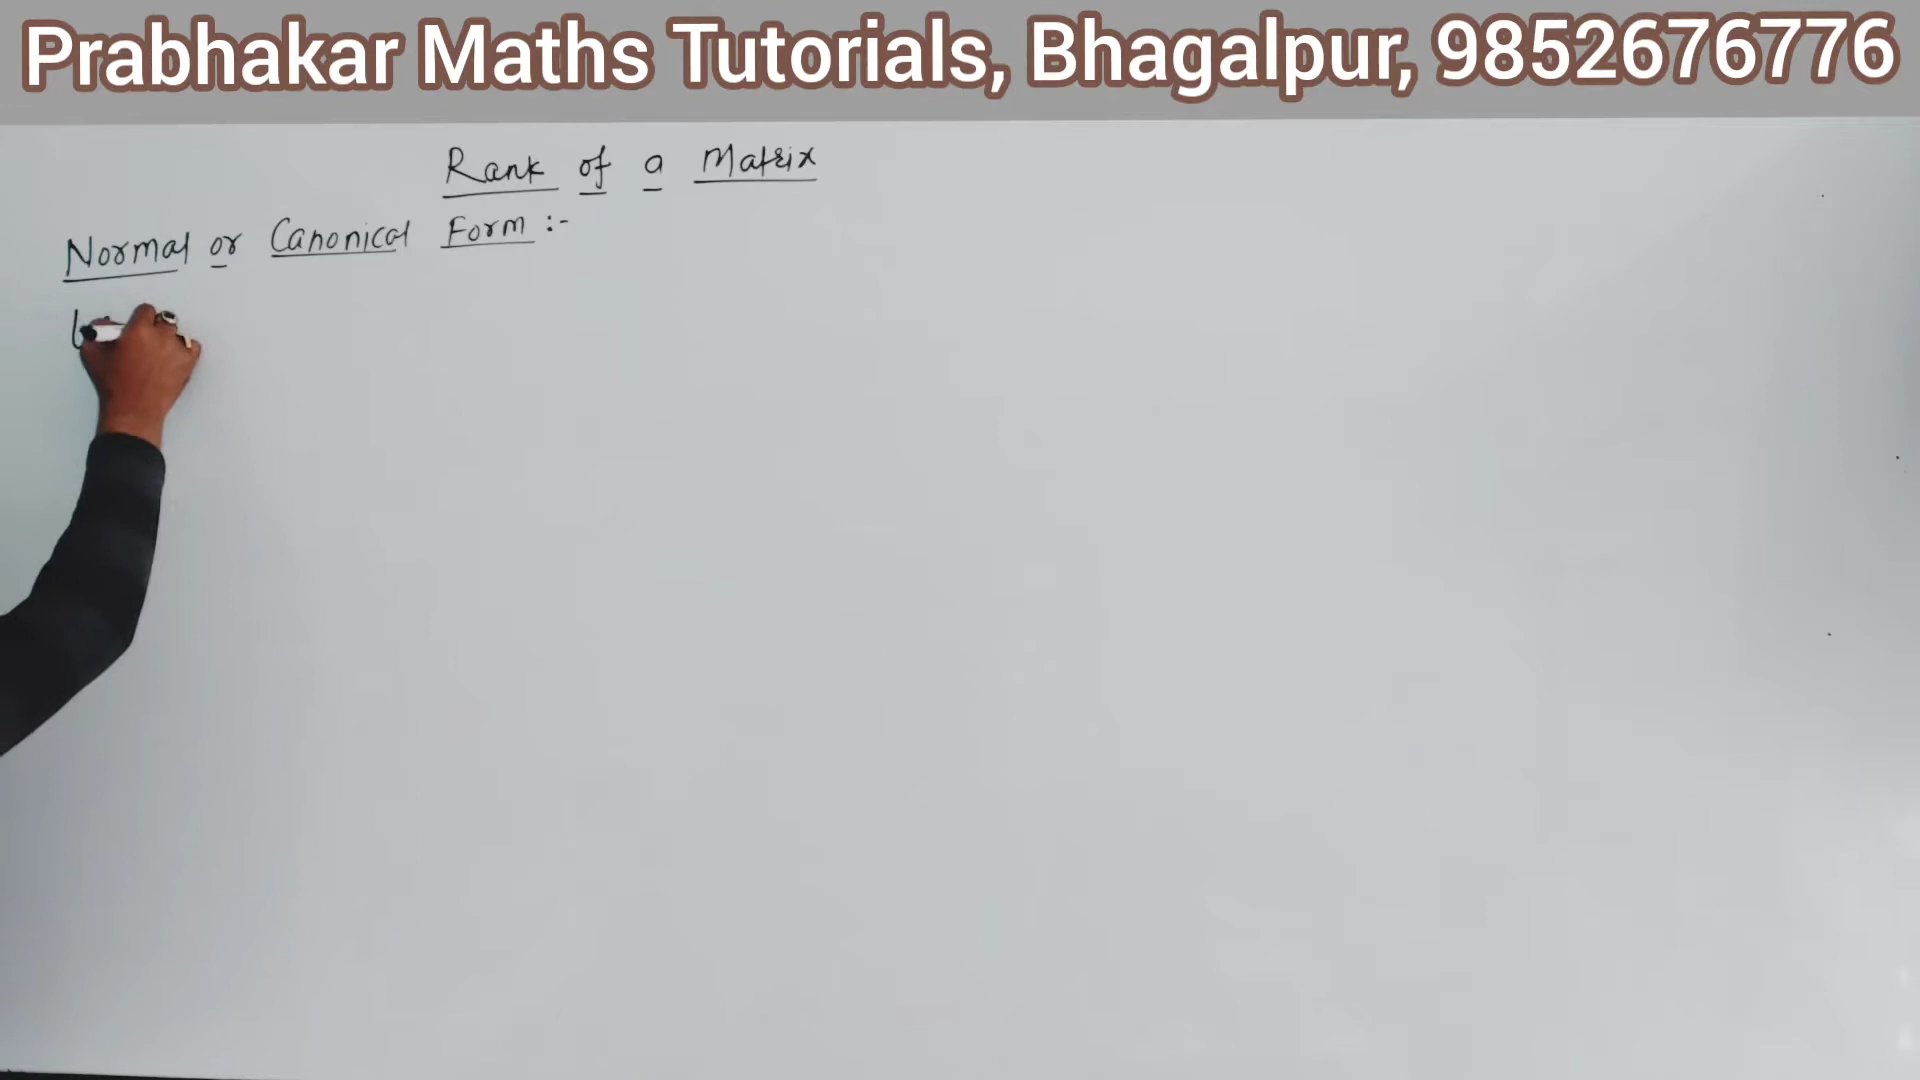 Prabhakar Maths Tutorials, Bhagalpur, 9852676776
Rank of a Matrix
Normal or Canonical Form :-